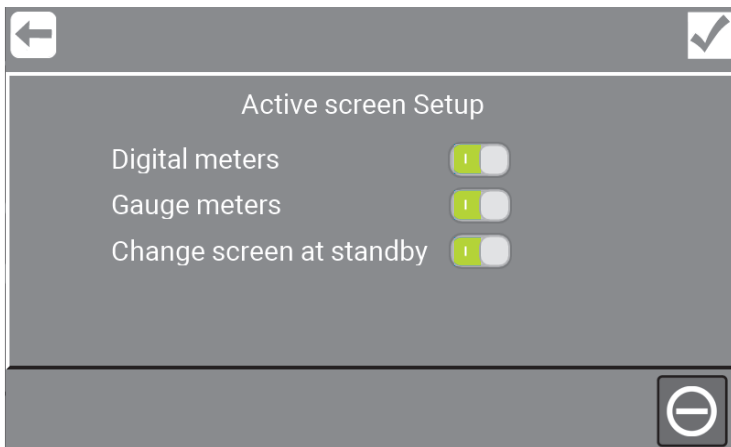 Active screen Setup
Digital meters
Gauge meters
Change screen at standby